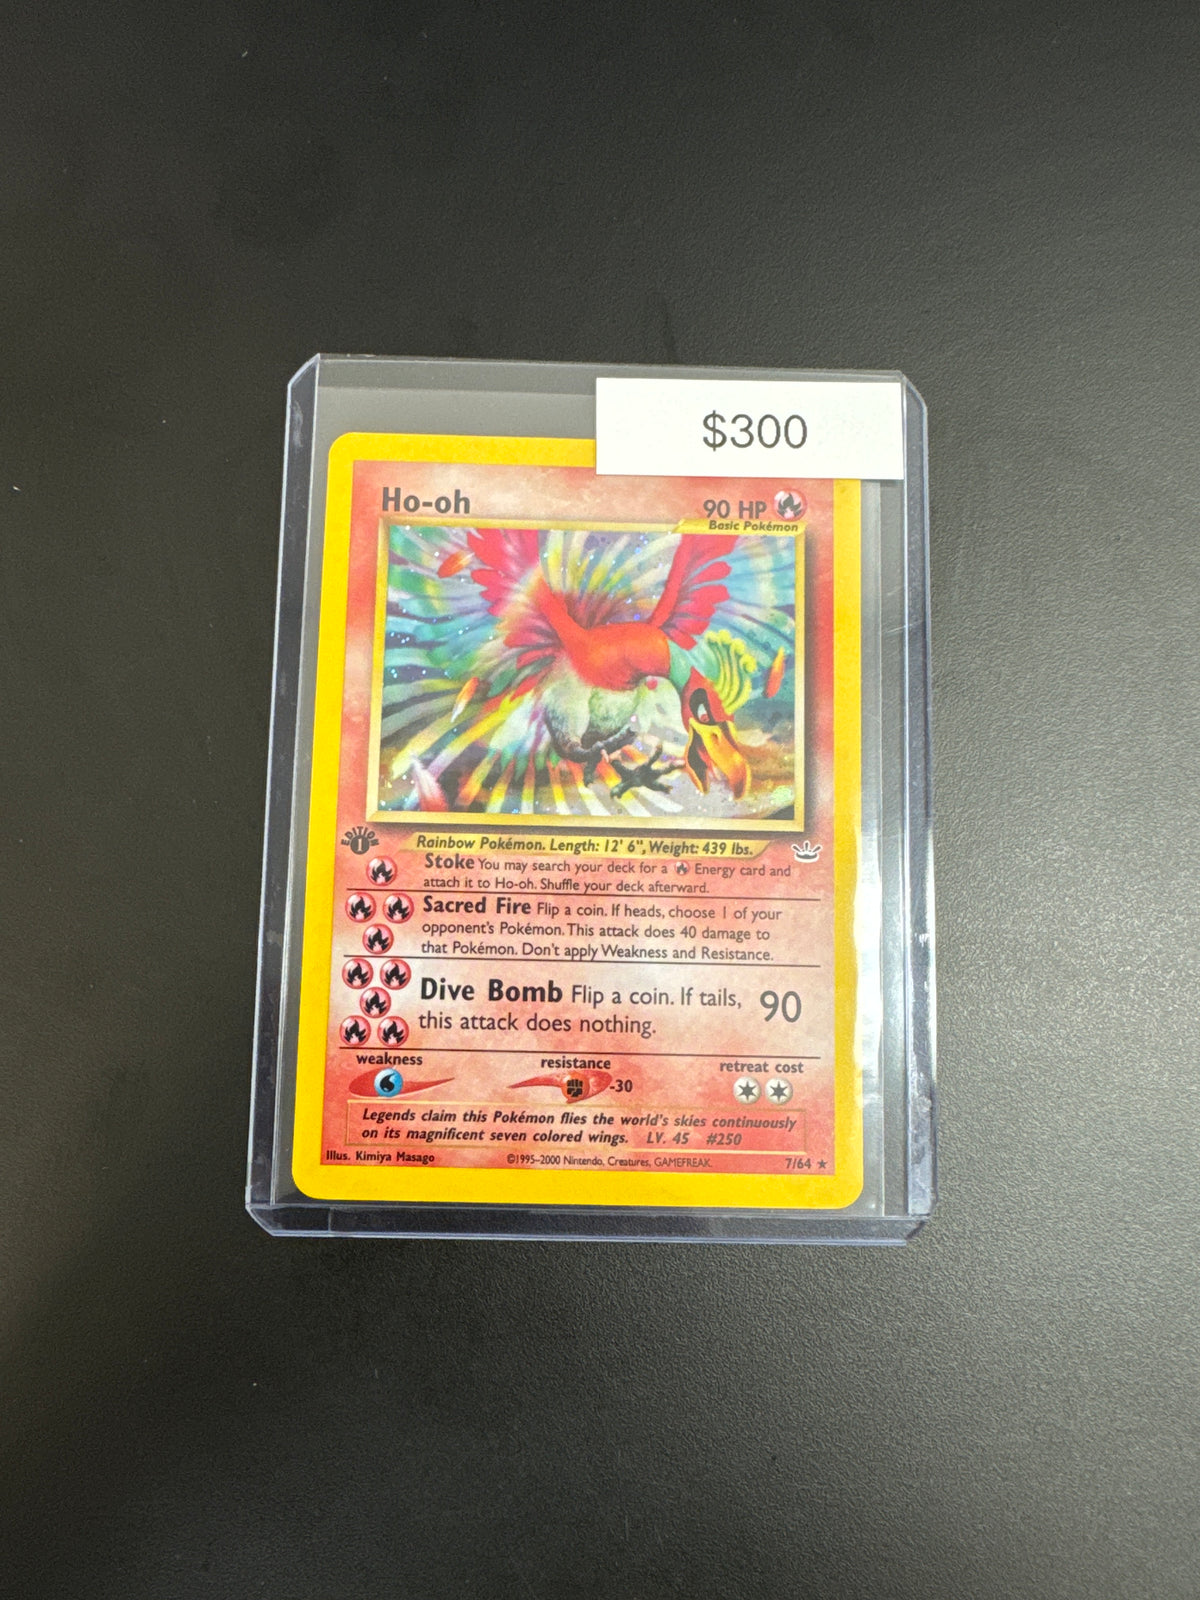 $300
Ho-oh
90 HP
Basic Pokémon
EDITION
1
Rainbow Pokémon. Length: 12' 6", Weight: 439 lbs.
Stoke You may search your deck for a Energy card and
attach it to Ho-oh. Shuffle your deck afterward.
Sacred Fire Flip a coin. If heads, choose 1 of your
opponent's Pokémon. This attack does 40 damage to
that Pokémon. Don't apply Weakness and Resistance.
Dive Bomb Flip a coin. If tails, 90
this attack does nothing.
weakness resistance retreat cost
-30
Legends claim this Pokémon flies the world's skies continuously
on its magnificent seven colored wings. LV. 45 #250
Illus. Kimiya Masago ©1995–2000 Nintendo, Creatures, GAMEFREAK. 7/64 ★